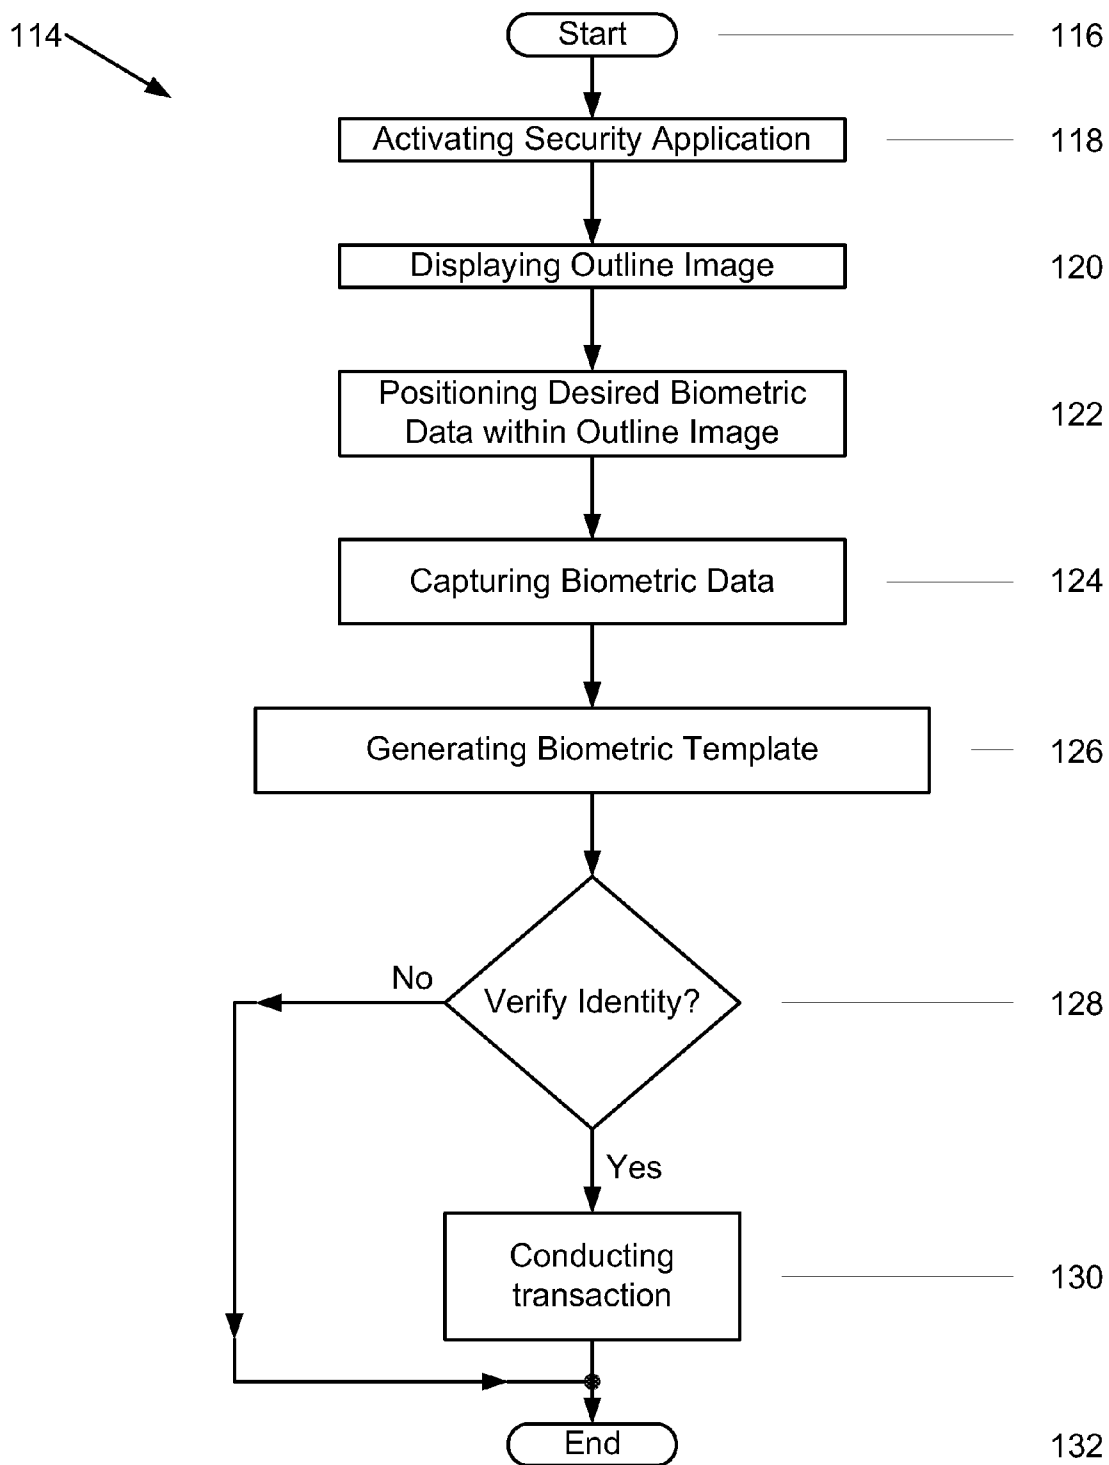 114
Start
116
Activating Security Application
118
Displaying Outline Image
120
Positioning Desired Biometric
Data within Outline Image
122
Capturing Biometric Data
124
Generating Biometric Template
126
No
Verify Identity?
128
Yes
Conducting
transaction
130
End
132